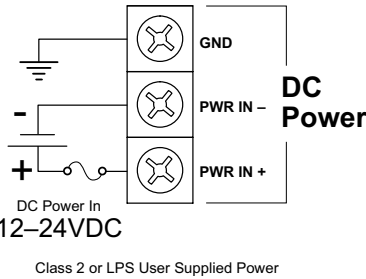 GND
-
PWR IN –
DC
Power
+
PWR IN +
DC Power In
12–24VDC
Class 2 or LPS User Supplied Power